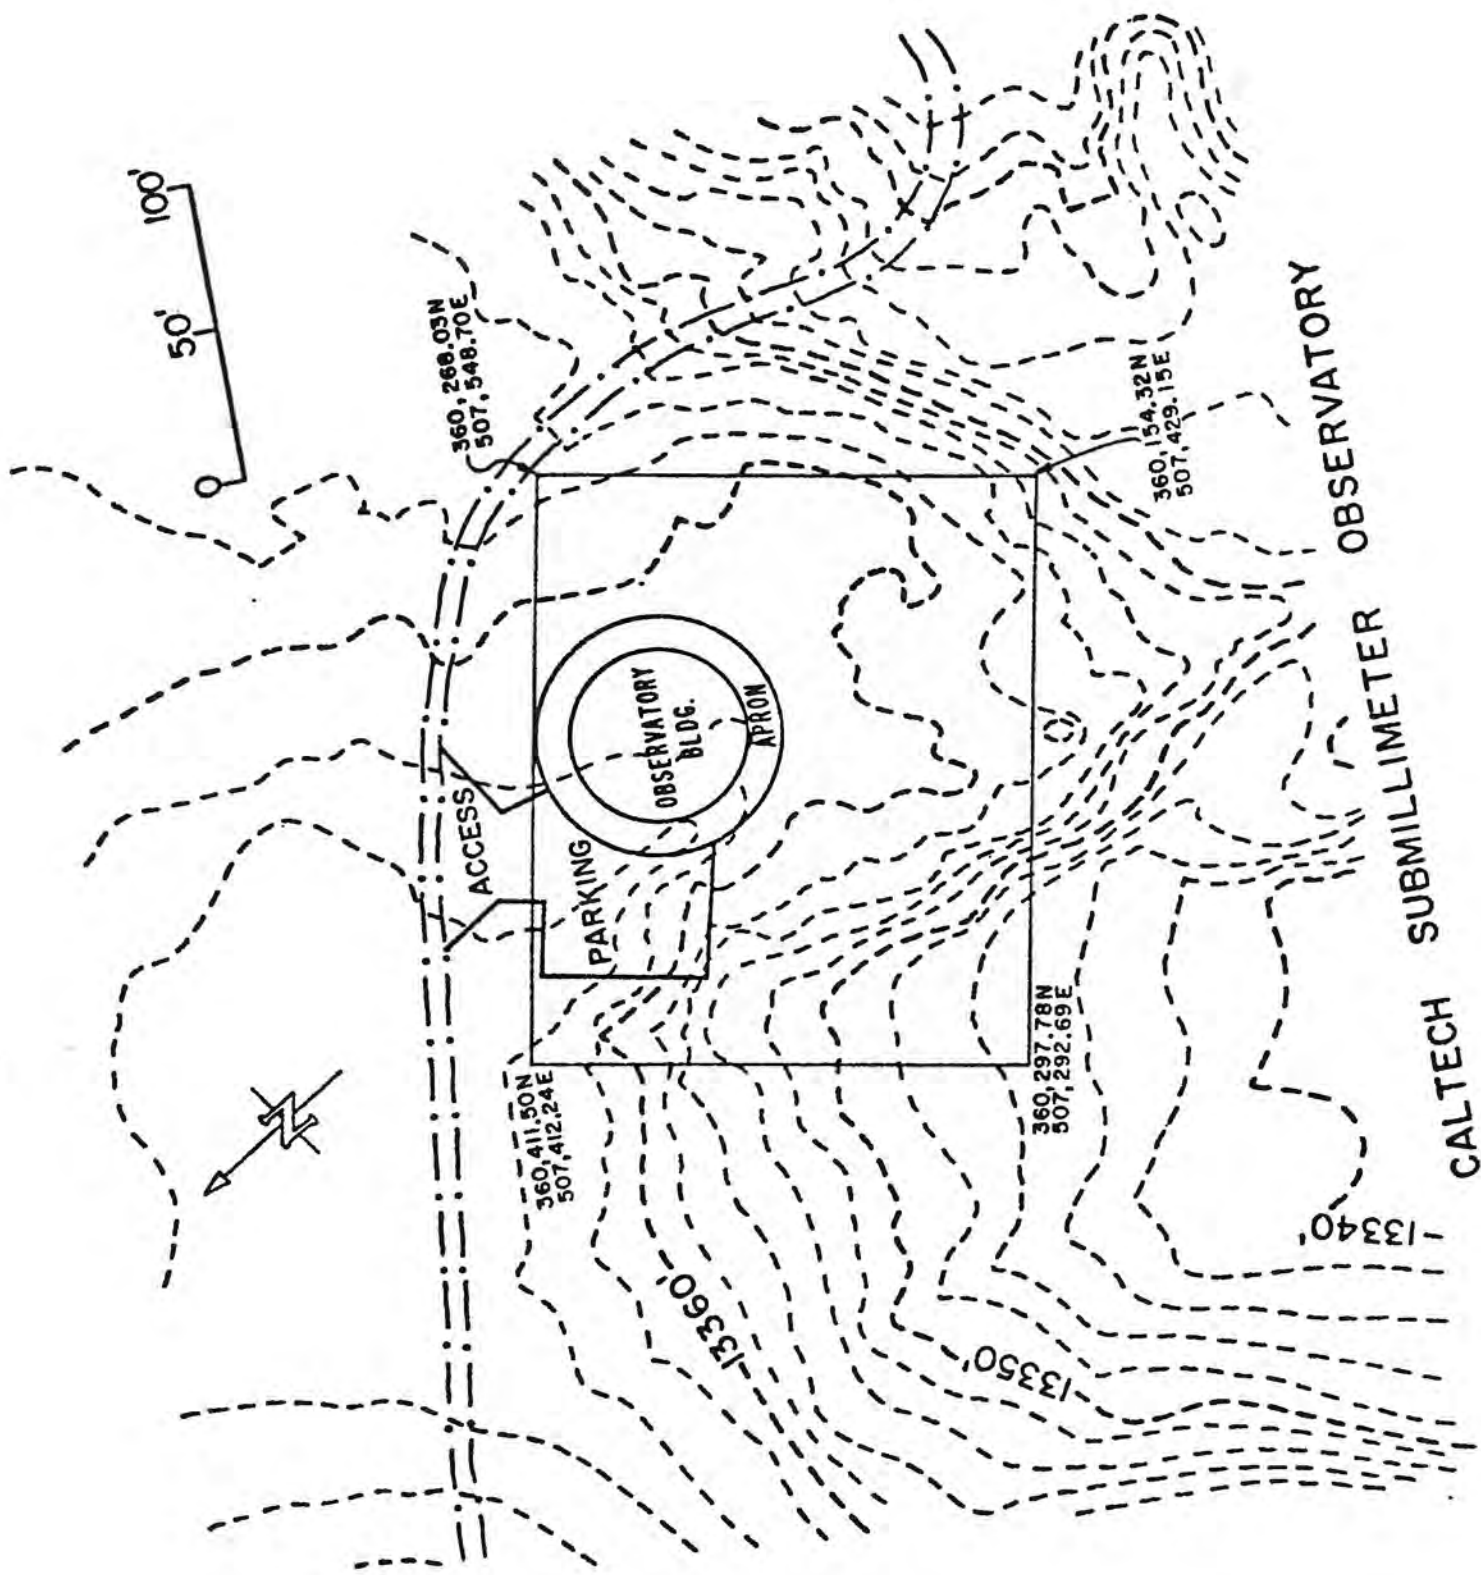 0 50' 100'
N
360,268.03N
507,548.70E
ACCESS
PARKING
OBSERVATORY
BLDG.
APRON
360,411.50N
507,412.24E
360,154.32N
507,429.15E
360,297.78N
507,292.69E
13360'
13350'
13340'
CALTECH SUBMILLIMETER OBSERVATORY